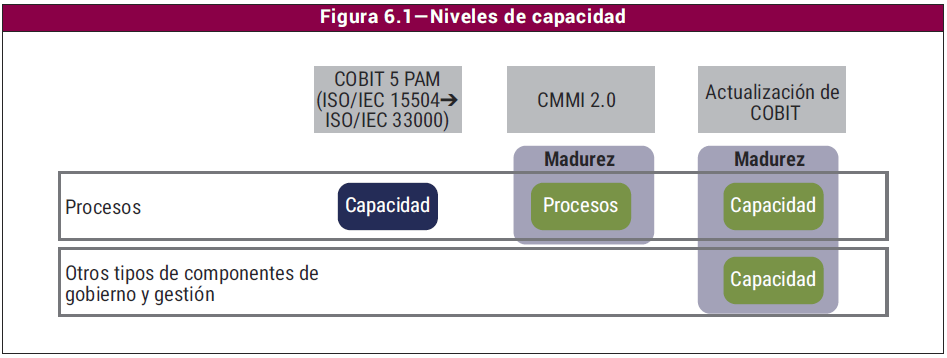 Figura 6.1—Niveles de capacidad
COBIT 5 PAM
(ISO/IEC 15504➔
ISO/IEC 33000)
CMMI 2.0
Actualización de
COBIT
Madurez
Madurez
Procesos
Capacidad
Procesos
Capacidad
Otros tipos de componentes de
gobierno y gestión
Capacidad